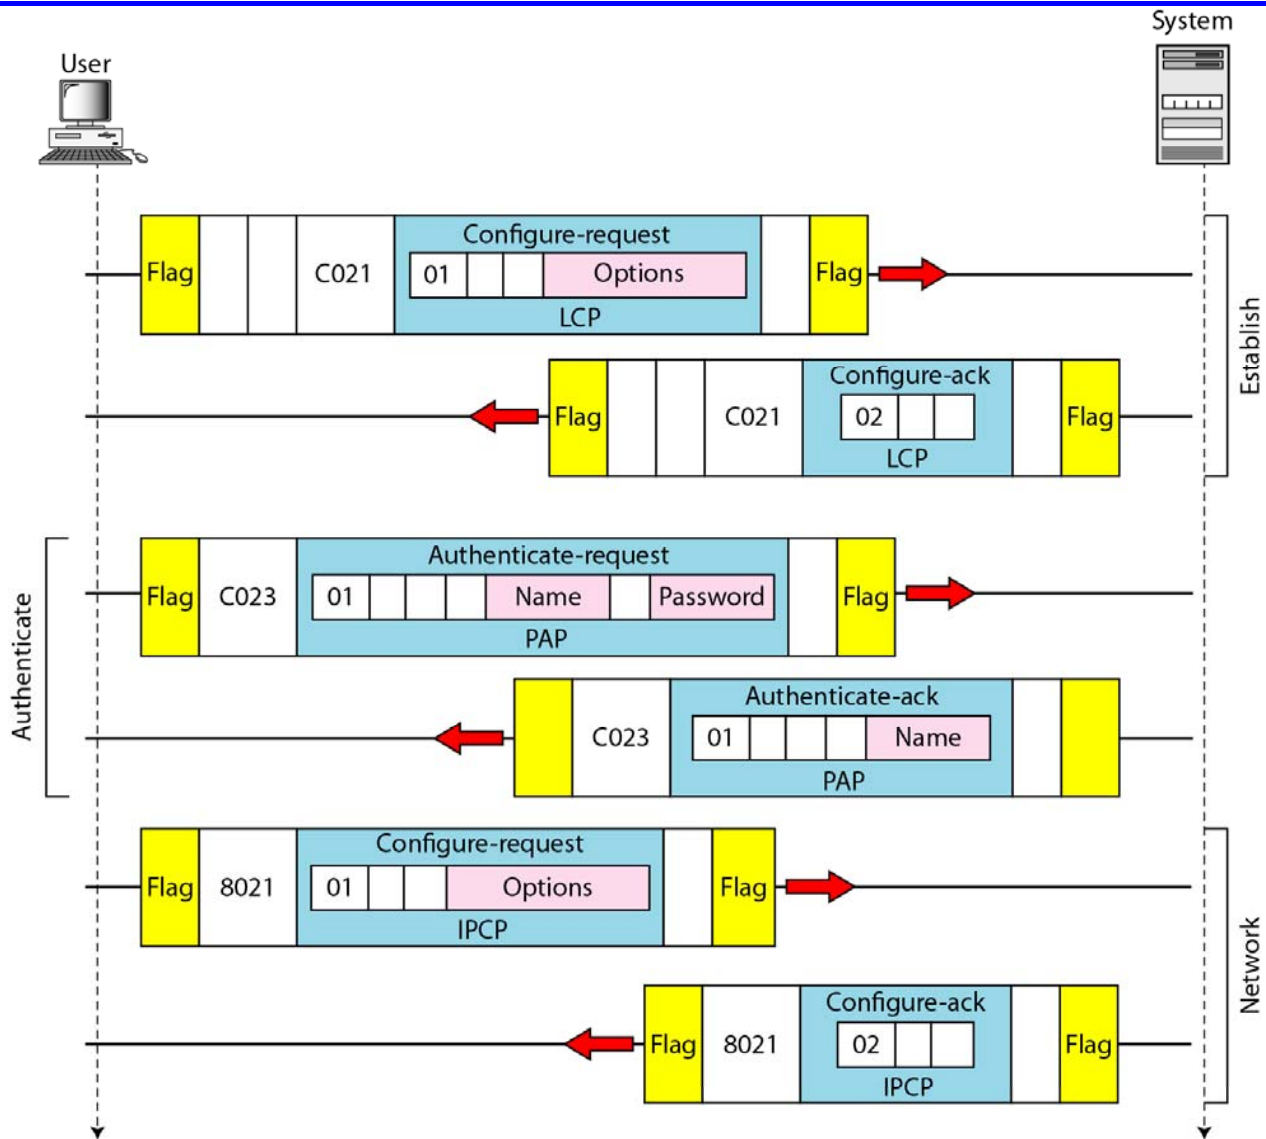 System
User
Configure-request
Flag C021 01 Options Flag
LCP
Configure-ack
Flag C021 02 Flag
LCP
Establish
Authenticate-request
Flag C023 01 Name Password Flag
PAP
Authenticate-ack
C023 01 Name
PAP
Authenticate
Configure-request
Flag 8021 01 Options Flag
IPCP
Configure-ack
Flag 8021 02 Flag
IPCP
Network